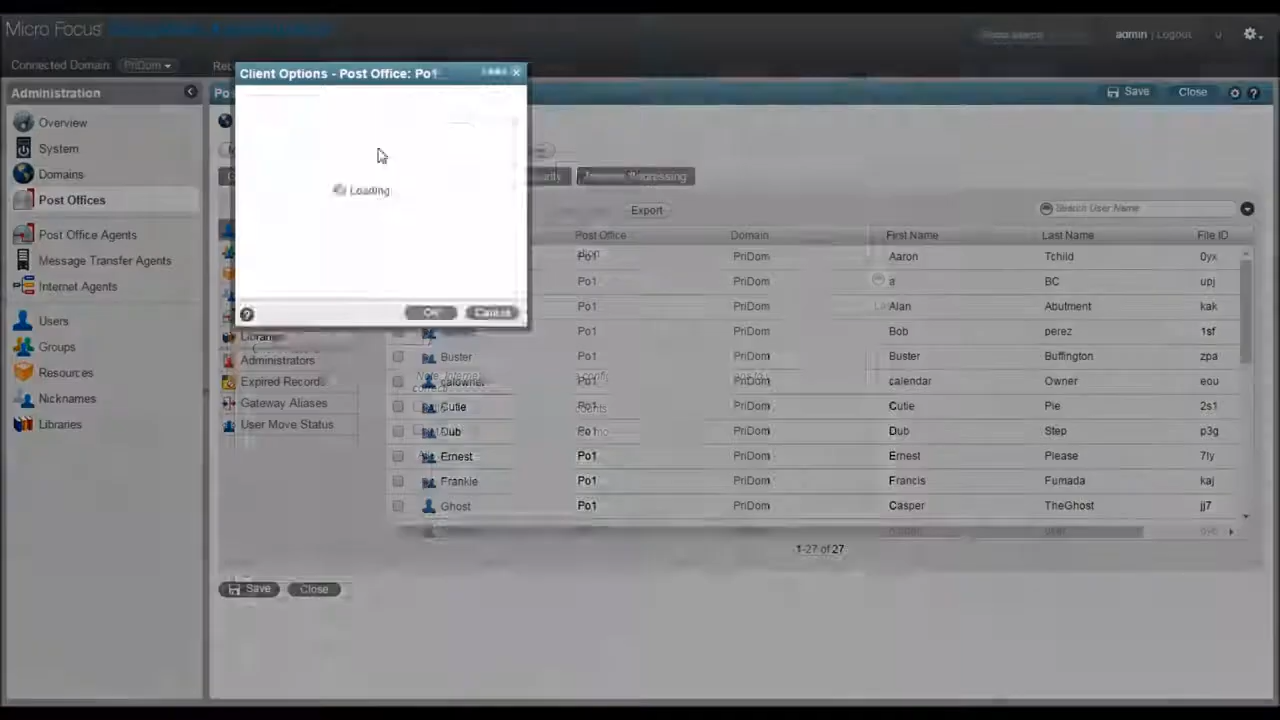 Micro Focus
admin | Logout
Connected Domain PriDom
Client Options - Post Office: Po1
Administration
Save Close
Overview
System
Domains
Post Offices
Post Office Agents
Message Transfer Agents
Internet Agents
Users
Groups
Resources
Nicknames
Libraries
Loading
Export
Search User Name
Post Office Domain First Name Last Name File ID
Po1 PriDom Aaron Tchild 0yx
Po1 PriDom a BC upj
Po1 PriDom Alan Abutment kak
Po1 PriDom Bob perez 1sf
Buster Po1 PriDom Buster Buffington zpa
calowner Po1 PriDom calendar Owner eou
Cutie Po1 PriDom Cutie Pie 2s1
Dub Po1 PriDom Dub Step p3g
Ernest Po1 PriDom Ernest Please 7ly
Frankie Po1 PriDom Francis Fumada kaj
Ghost Po1 PriDom Casper TheGhost jj7
Cancel
Administrators
Expired Records
Gateway Aliases
User Move Status
1-27 of 27
Save Close